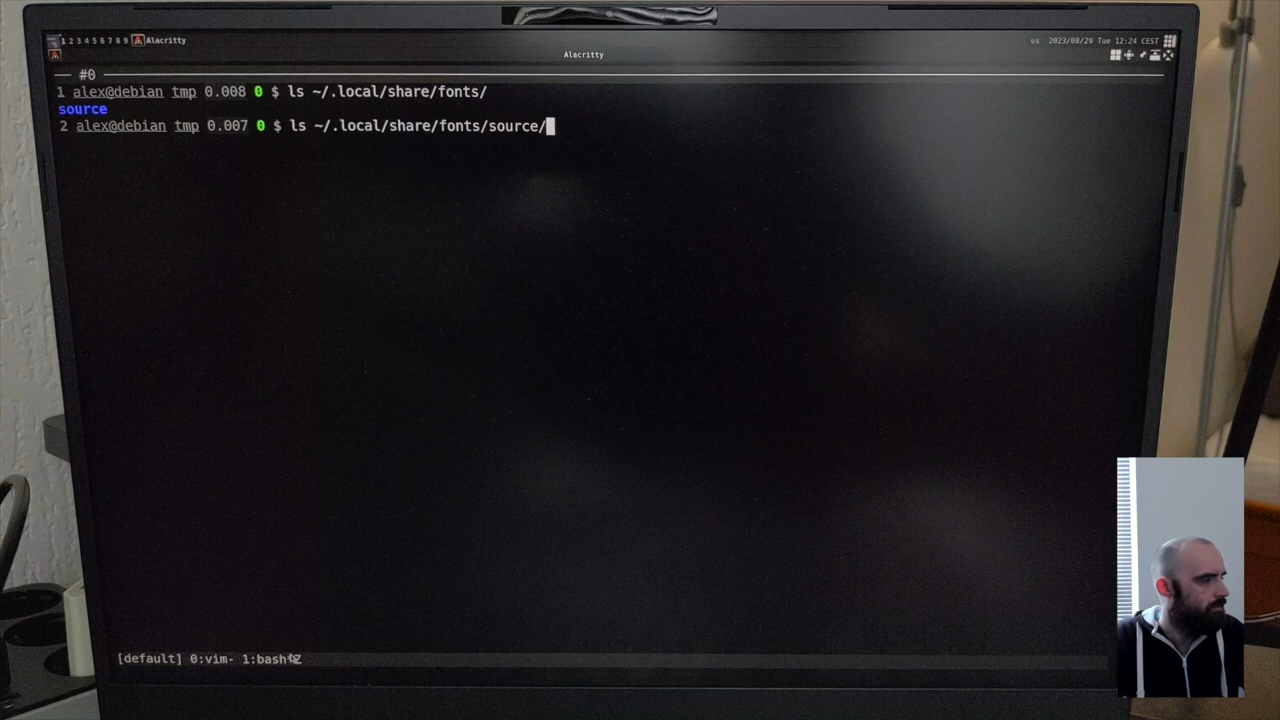 1 2 3 4 5 6 7 8 9 Alacritty us 2023/08/29 Tue 12:24 CEST
Alacritty
#0
1 alex@debian tmp 0.008 0 $ ls ~/.local/share/fonts/
source
2 alex@debian tmp 0.007 0 $ ls ~/.local/share/fonts/source/
[default] 0:vim- 1:bash*Z